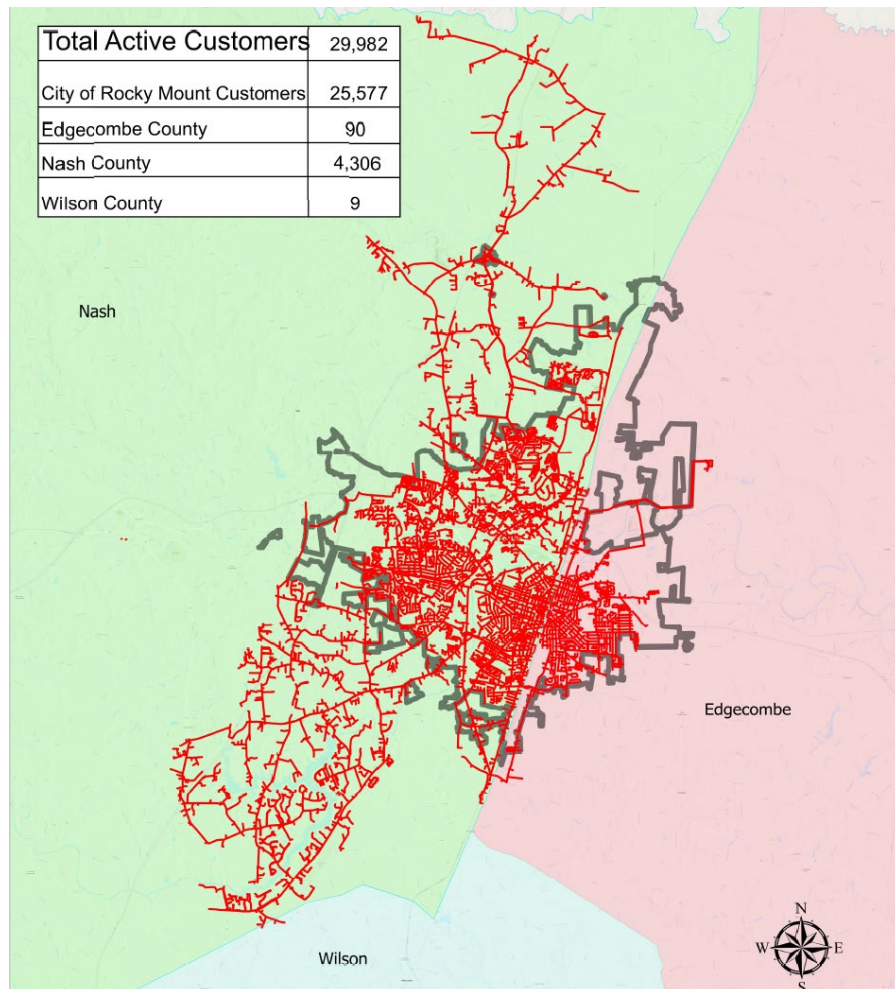 Total Active Customers 29,982
City of Rocky Mount Customers 25,577
Edgecombe County 90
Nash County 4,306
Wilson County 9
Nash
Edgecombe
Wilson
N
W E
S